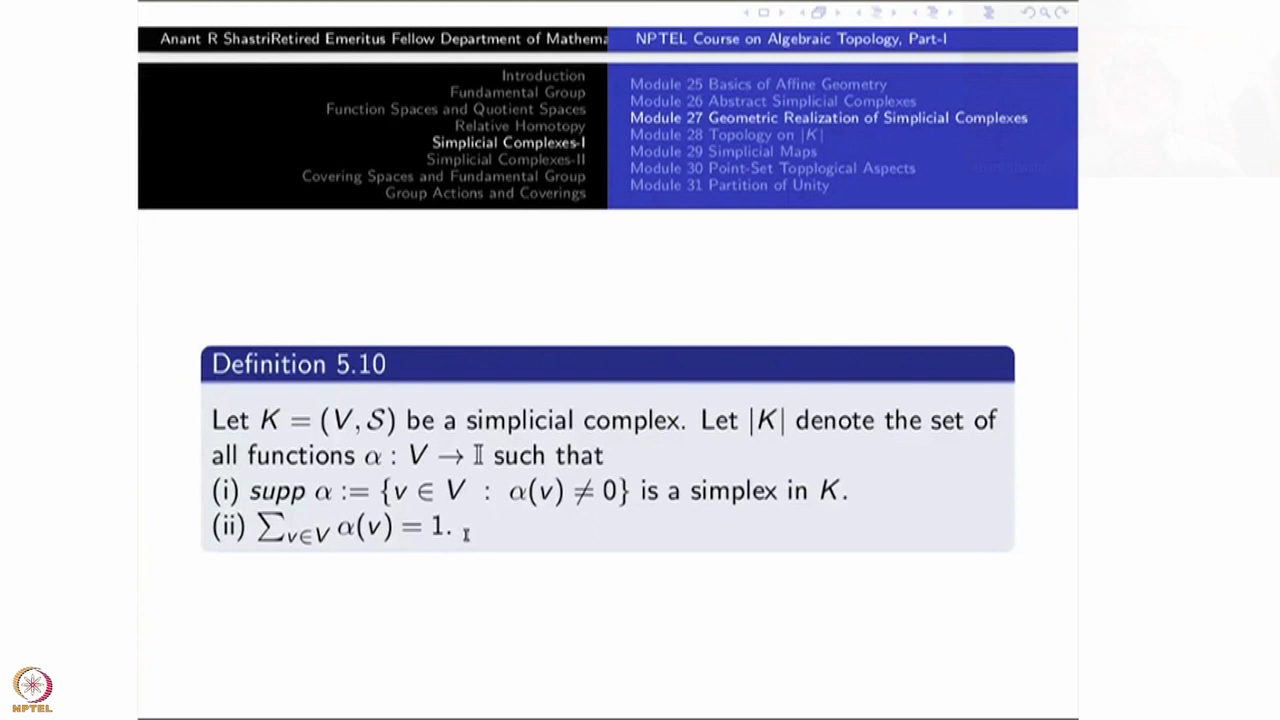 Anant R ShastriRetired Emeritus Fellow Department of Mathema
NPTEL Course on Algebraic Topology, Part-I
Introduction
Fundamental Group
Function Spaces and Quotient Spaces
Relative Homotopy
Simplicial Complexes-I
Simplicial Complexes-II
Covering Spaces and Fundamental Group
Group Actions and Coverings
Module 25 Basics of Affine Geometry
Module 26 Abstract Simplicial Complexes
Module 27 Geometric Realization of Simplicial Complexes
Module 28 Topology on |K|
Module 29 Simplicial Maps
Module 30 Point-Set Topplogical Aspects
Module 31 Partition of Unity
Definition 5.10
Let K = (V, S) be a simplicial complex. Let |K| denote the set of
all functions α : V → 𝕀 such that
(i) supp α := {v ∈ V : α(v) ≠ 0} is a simplex in K.
(ii) ∑_{v∈V} α(v) = 1.
NPTEL